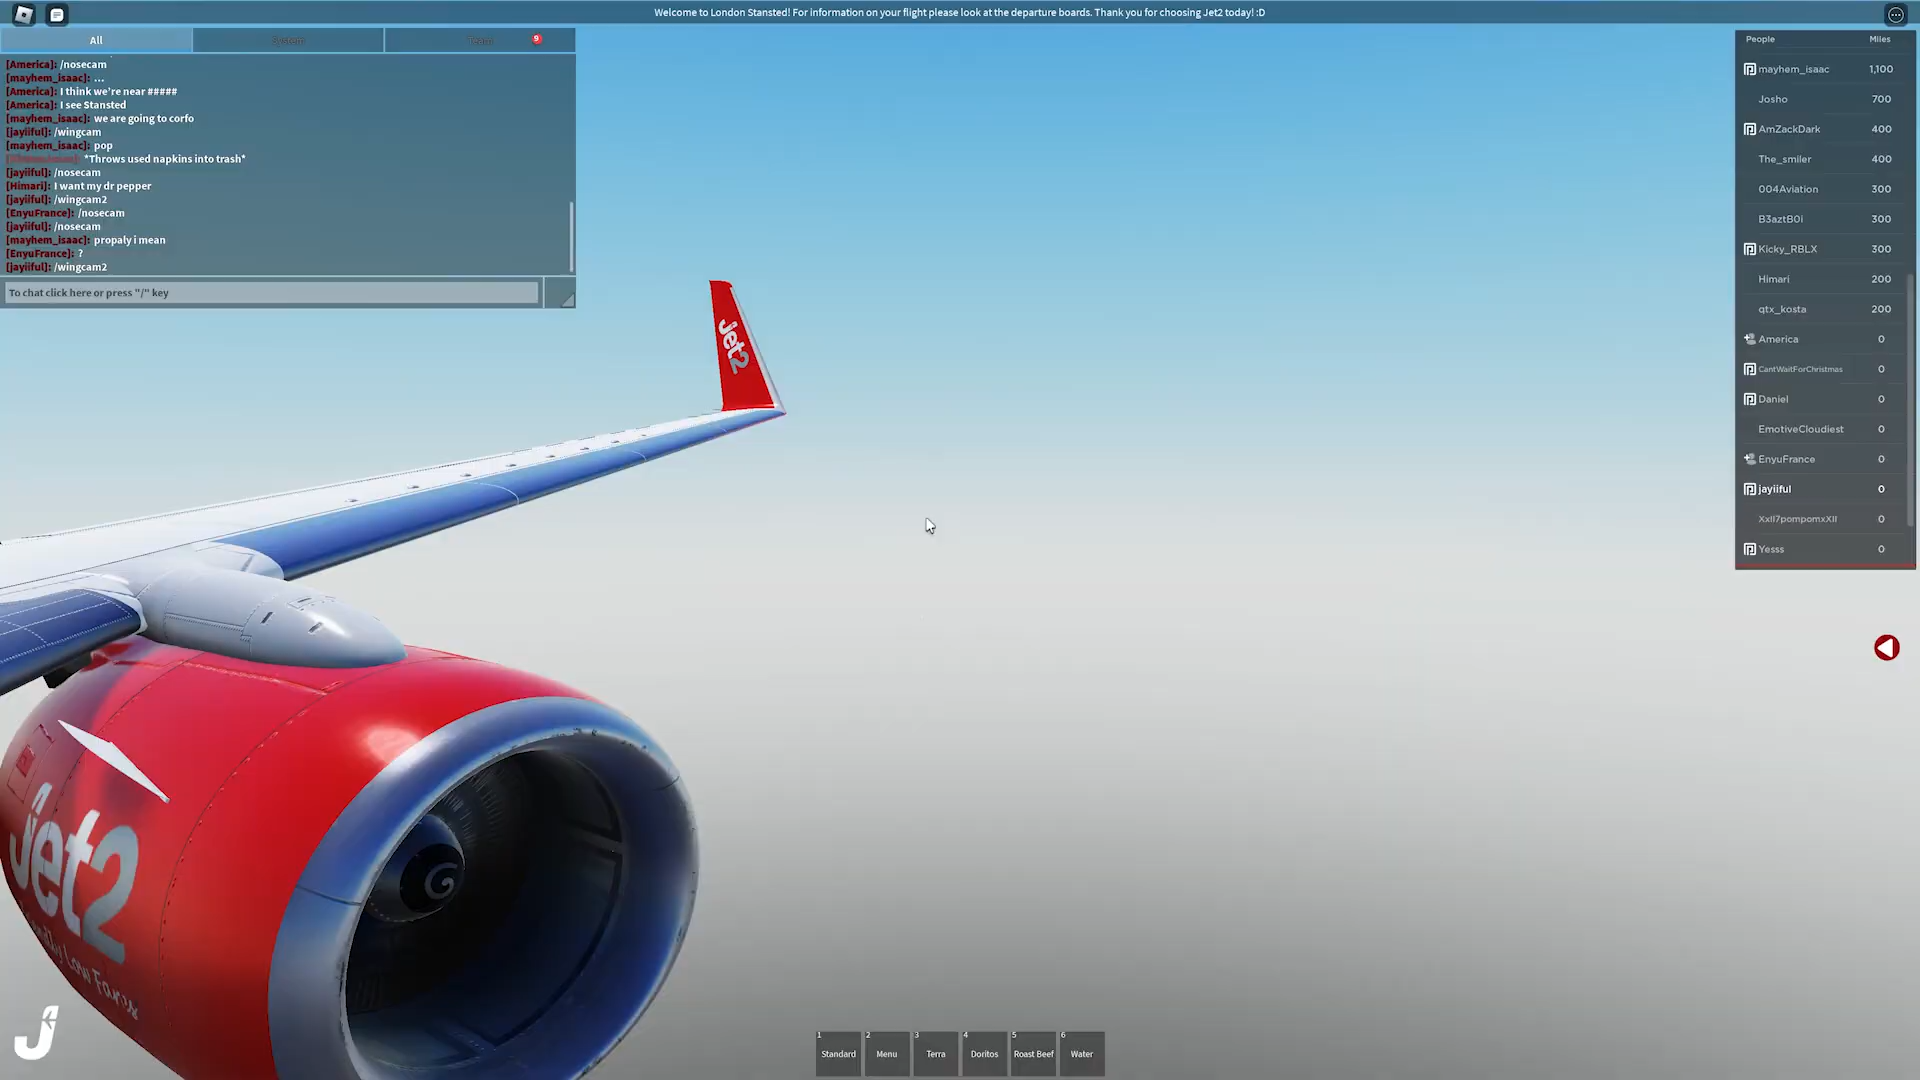 Welcome to London Stansted! For information on your flight please look at the departure boards. Thank you for choosing Jet2 today! :D
All
System
Team
9
[America]: /nosecam
[mayhem_isaac]: ...
[America]: I think we're near #####
[America]: I see Stansted
[mayhem_isaac]: we are going to corfo
[jayiiful]: /wingcam
[mayhem_isaac]: pop
*Throws used napkins into trash*
[jayiiful]: /nosecam
[Himari]: I want my dr pepper
[jayiiful]: /wingcam2
[EnyuFrance]: /nosecam
[jayiiful]: /nosecam
[mayhem_isaac]: propaly i mean
[EnyuFrance]: ?
[jayiiful]: /wingcam2
To chat click here or press "/" key
People Miles
mayhem_isaac 1,100
Josho 700
AmZackDark 400
The_smiler 400
004Aviation 300
B3aztB0i 300
Kicky_RBLX 300
Himari 200
qtx_kosta 200
America 0
CantWaitForChristmas 0
Daniel 0
EmotiveCloudiest 0
EnyuFrance 0
jayiiful 0
0
Yesss 0
Jet2
Jet2
Low Fares
1 Standard
2 Menu
3 Terra
4 Doritos
5 Roast Beef
6 Water